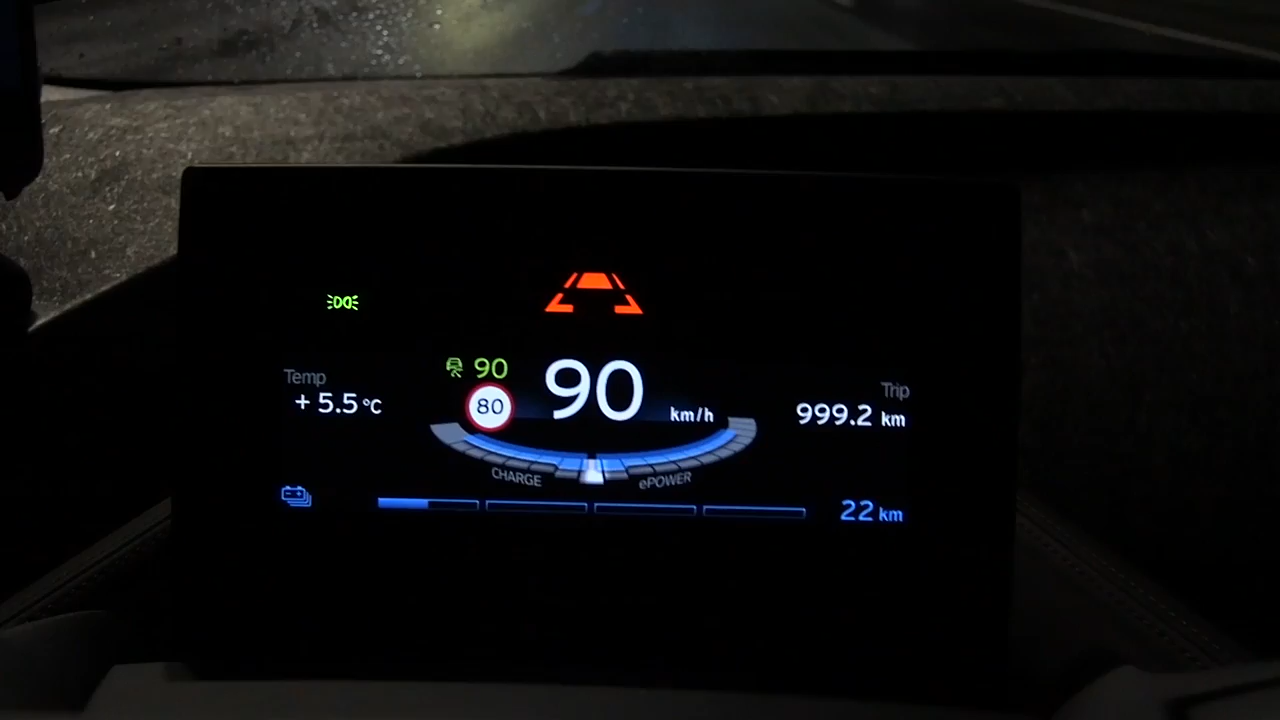 90
90
80
km/h
Temp
+ 5.5 °C
Trip
999.2 km
CHARGE
ePOWER
22 km